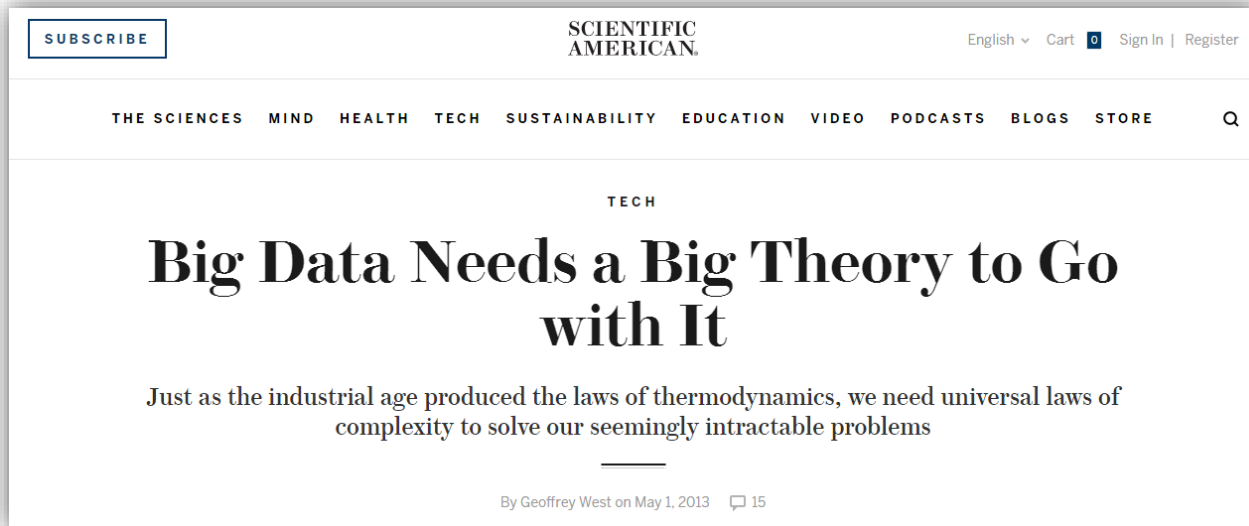 SUBSCRIBE
SCIENTIFIC
AMERICAN®
English
Cart 0
Sign In | Register
THE SCIENCES MIND HEALTH TECH SUSTAINABILITY EDUCATION VIDEO PODCASTS BLOGS STORE
TECH
Big Data Needs a Big Theory to Go
with It
Just as the industrial age produced the laws of thermodynamics, we need universal laws of
complexity to solve our seemingly intractable problems
By Geoffrey West on May 1, 2013 15